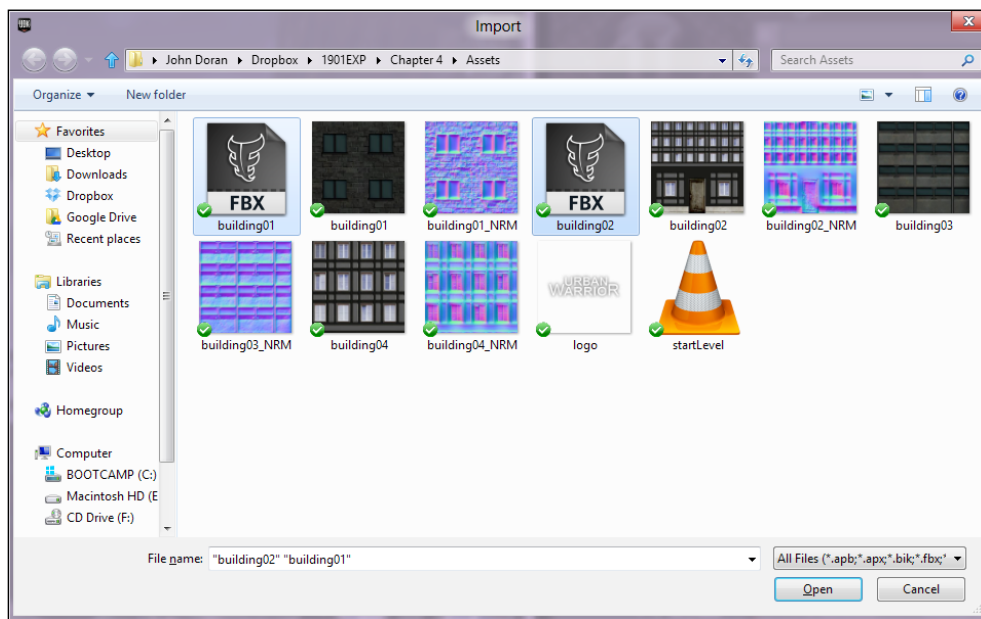 Import
John Doran ▸ Dropbox ▸ 1901EXP ▸ Chapter 4 ▸ Assets
Search Assets
Organize
New folder
Favorites
Desktop
Downloads
Dropbox
Google Drive
Recent places
Libraries
Documents
Music
Pictures
Videos
Homegroup
Computer
BOOTCAMP (C:)
Macintosh HD (E
CD Drive (F:)
FBX
FBX
building01
building01
building01_NRM
building02
building02
building02_NRM
building03
URBAN
WARRIOR
building03_NRM
building04
building04_NRM
logo
startLevel
File name:
"building02" "building01"
All Files (*.apb;*.apx;*.bik;*.fbx;*
Open
Cancel